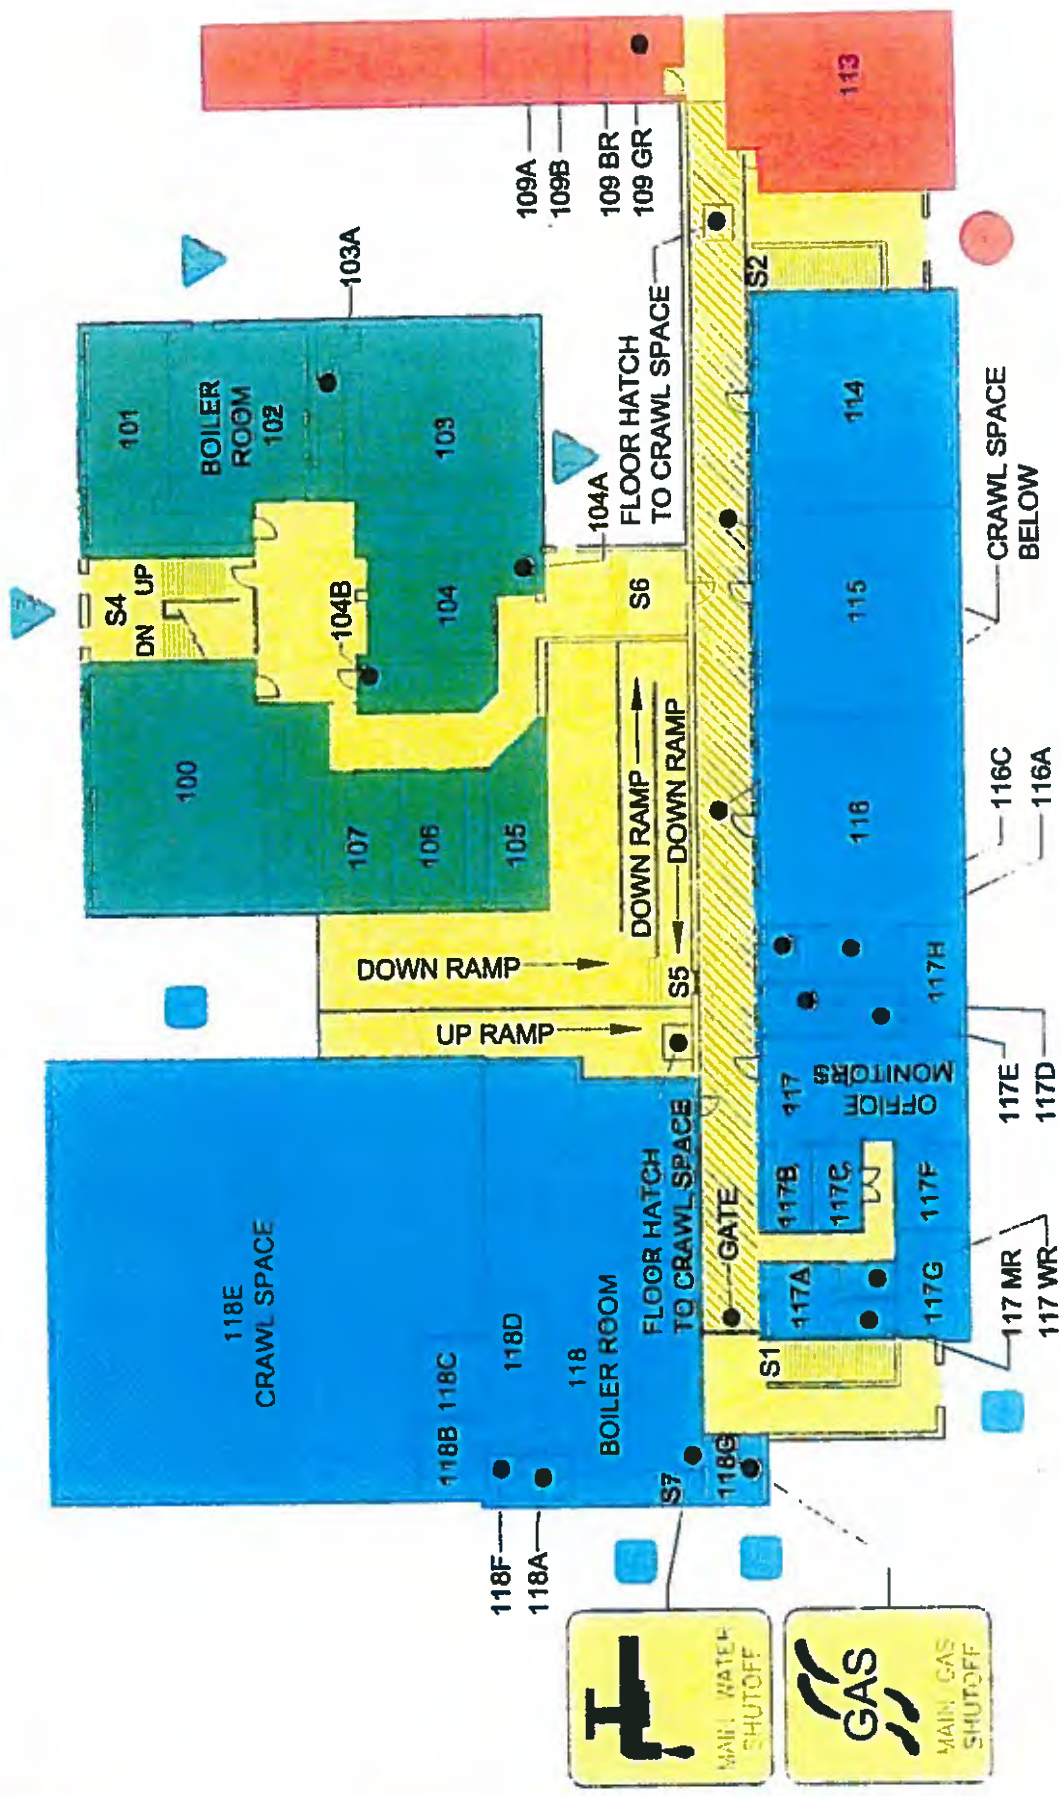 118E
CRAWL SPACE
100
S4
DN
UP
101
BOILER
ROOM
102
103A
104B
107
106
105
104
103
104A
109A
109B
109 BR
109 GR
118B
118C
118D
118F
118A
118
BOILER ROOM
DOWN RAMP
UP RAMP
DOWN RAMP
DOWN RAMP
S5
S6
FLOOR HATCH
TO CRAWL SPACE
FLOOR HATCH
TO CRAWL SPACE
MAIN WATER
SHUTOFF
S7
118G
GATE
S1
S2
113
117A
117B
117C
117
OFFICE
MONITORS
116
115
114
GAS
MAIN GAS
SHUTOFF
117G
117F
117H
117 MR
117 WR
117E
117D
116C
116A
CRAWL SPACE
BELOW